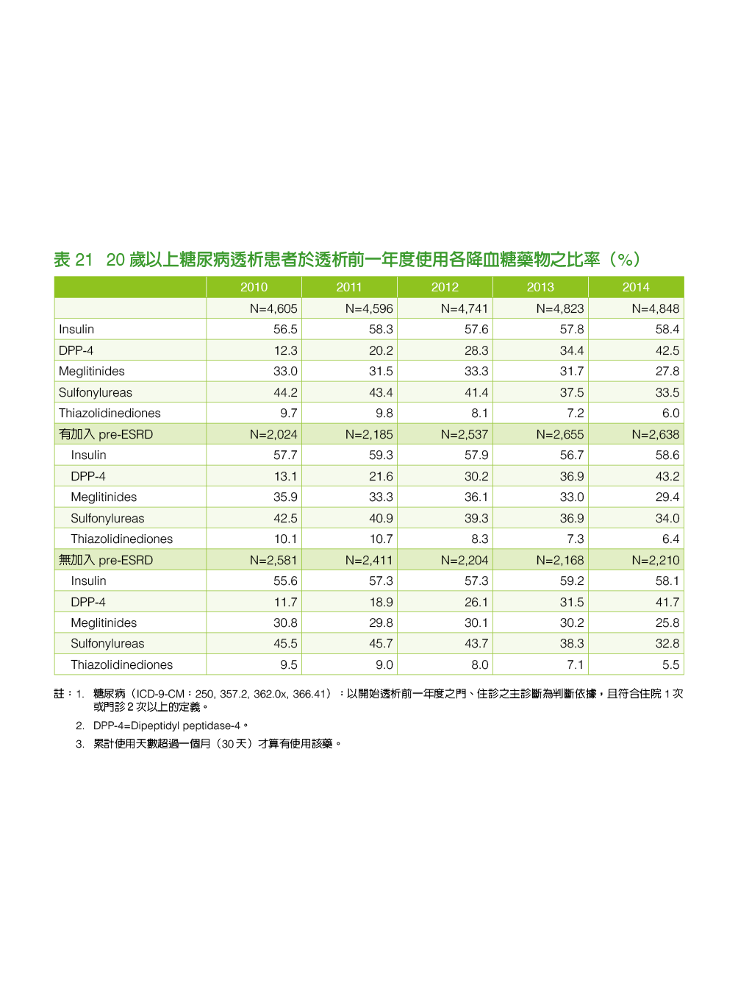 表 21 20 歲以上糖尿病透析患者於透析前一年度使用各降血糖藥物之比率（%）
2010 2011 2012 2013 2014
N=4,605 N=4,596 N=4,741 N=4,823 N=4,848
Insulin 56.5 58.3 57.6 57.8 58.4
DPP-4 12.3 20.2 28.3 34.4 42.5
Meglitinides 33.0 31.5 33.3 31.7 27.8
Sulfonylureas 44.2 43.4 41.4 37.5 33.5
Thiazolidinediones 9.7 9.8 8.1 7.2 6.0
有加入 pre-ESRD N=2,024 N=2,185 N=2,537 N=2,655 N=2,638
Insulin 57.7 59.3 57.9 56.7 58.6
DPP-4 13.1 21.6 30.2 36.9 43.2
Meglitinides 35.9 33.3 36.1 33.0 29.4
Sulfonylureas 42.5 40.9 39.3 36.9 34.0
Thiazolidinediones 10.1 10.7 8.3 7.3 6.4
無加入 pre-ESRD N=2,581 N=2,411 N=2,204 N=2,168 N=2,210
Insulin 55.6 57.3 57.3 59.2 58.1
DPP-4 11.7 18.9 26.1 31.5 41.7
Meglitinides 30.8 29.8 30.1 30.2 25.8
Sulfonylureas 45.5 45.7 43.7 38.3 32.8
Thiazolidinediones 9.5 9.0 8.0 7.1 5.5
註：1. 糖尿病（ICD-9-CM：250, 357.2, 362.0x, 366.41）：以開始透析前一年度之門、住診之主診斷為判斷依據，且符合住院 1 次
或門診 2 次以上的定義。
2. DPP-4=Dipeptidyl peptidase-4。
3. 累計使用天數超過一個月（30 天）才算有使用該藥。